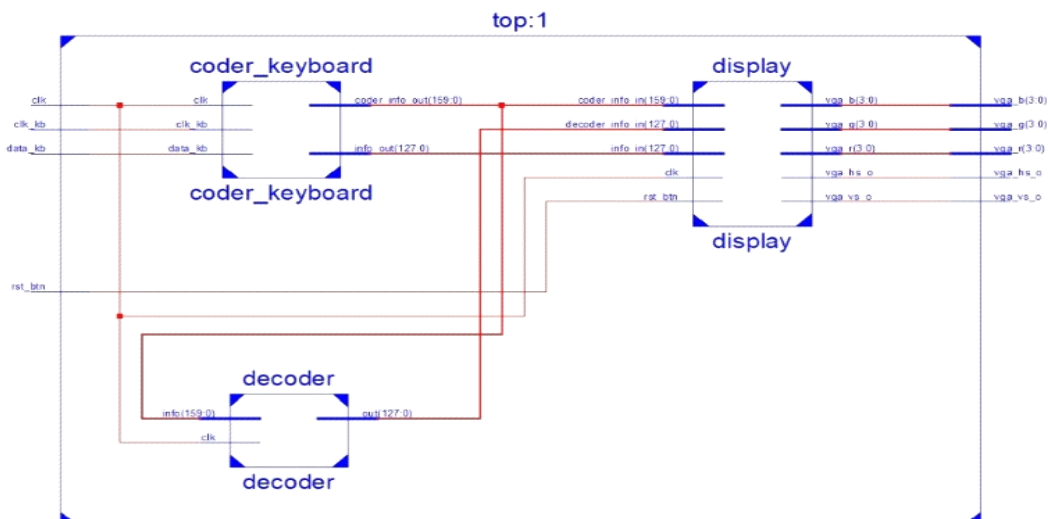 top:1
coder_keyboard
display
clk
clk
coder_info_out(159:0)
coder_info_in(159:0)
vga_b(3:0)
vga_b(3:0)
clk_kb
clk_kb
decoder_info_in(127:0)
vga_g(3:0)
vga_g(3:0)
data_kb
data_kb
info_out(127:0)
info_in(127:0)
vga_r(3:0)
vga_r(3:0)
clk
vga_hs_o
vga_hs_o
coder_keyboard
rst_btn
vga_vs_o
vga_vs_o
display
rst_btn
decoder
info(159:0)
out(127:0)
clk
decoder